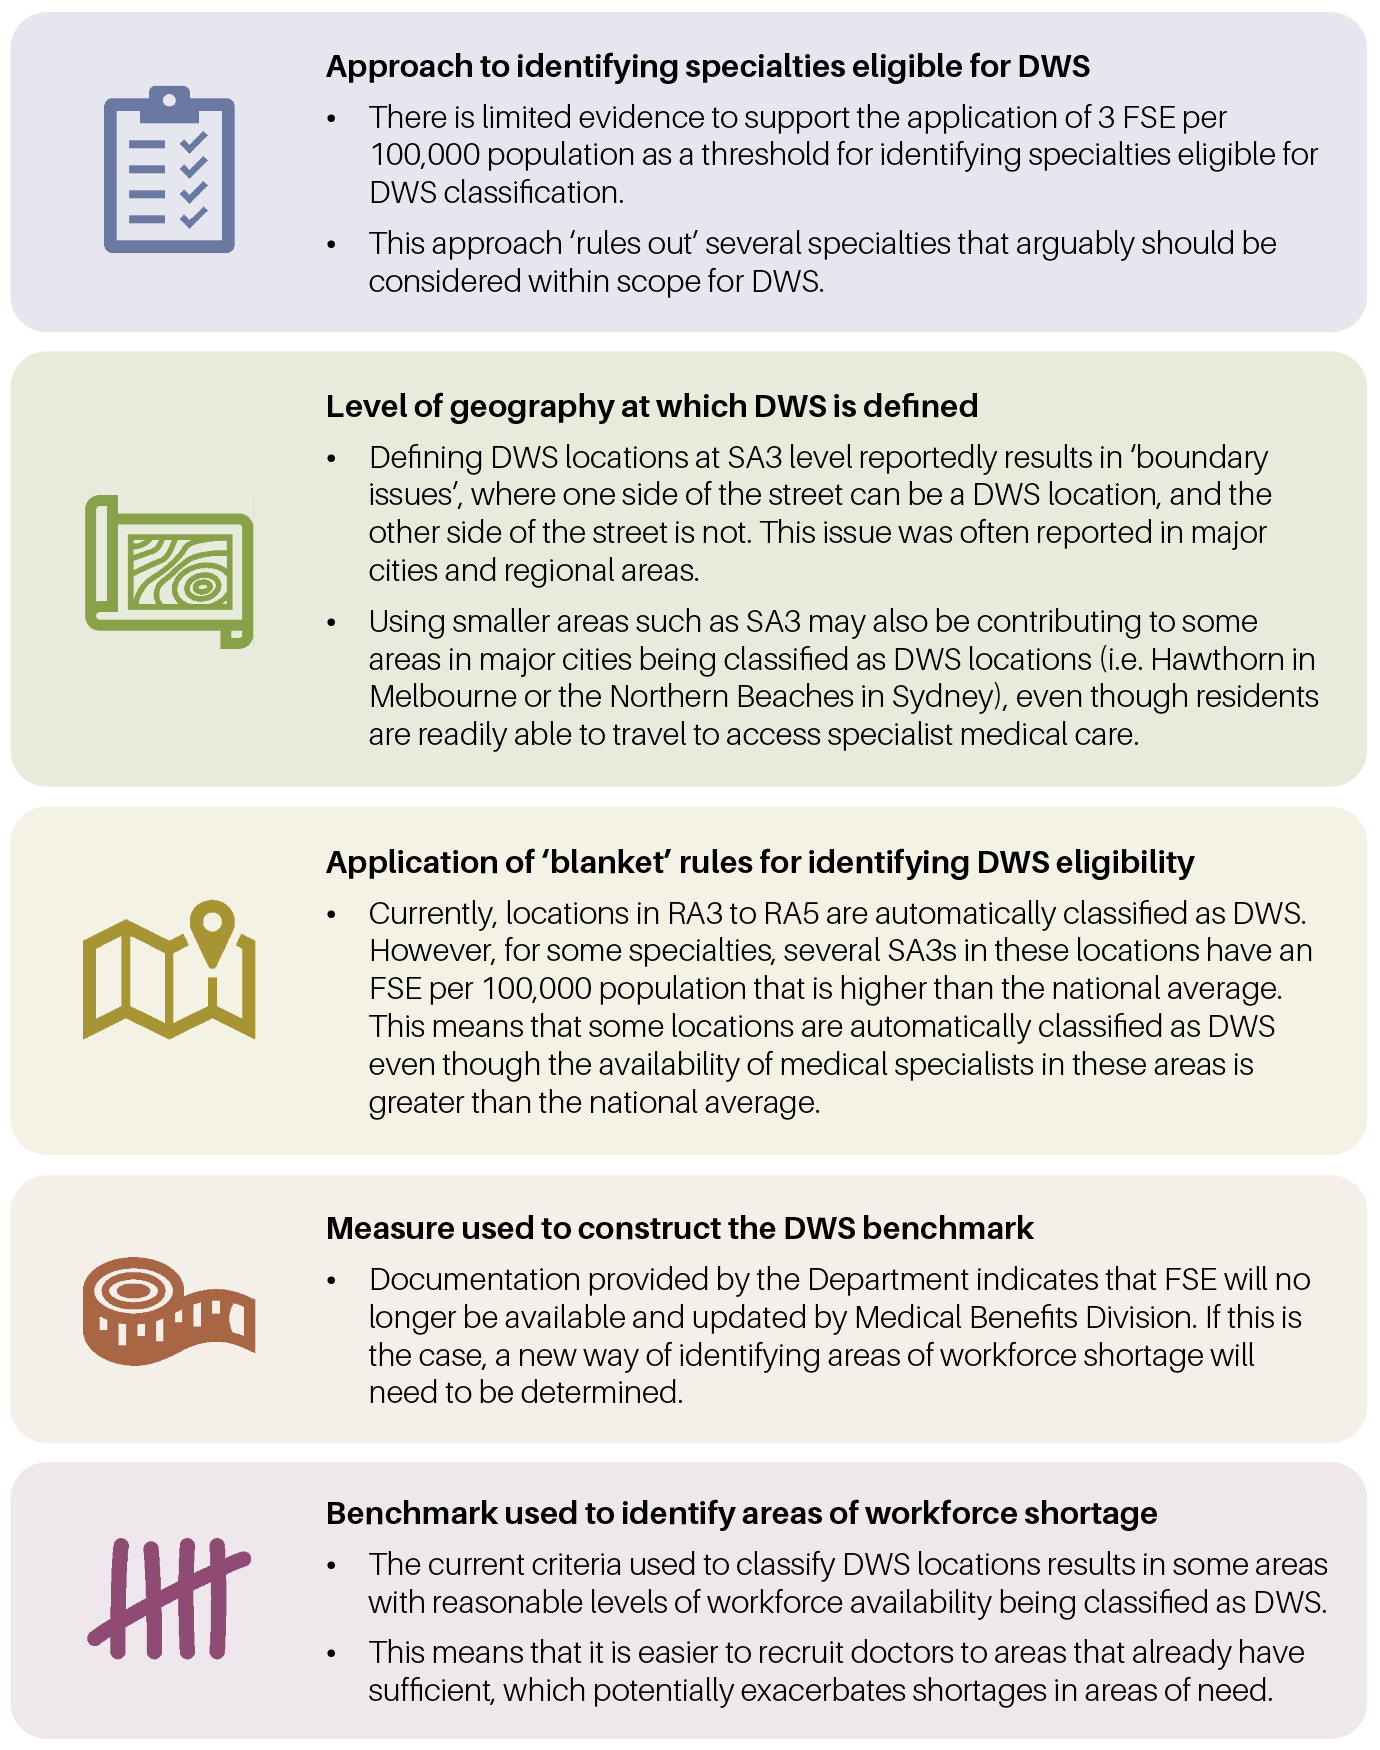 Approach to identifying specialties eligible for DWS
• There is limited evidence to support the application of 3 FSE per
100,000 population as a threshold for identifying specialties eligible for
DWS classification.
• This approach ‘rules out’ several specialties that arguably should be
considered within scope for DWS.
Level of geography at which DWS is defined
• Defining DWS locations at SA3 level reportedly results in ‘boundary
issues’, where one side of the street can be a DWS location, and the
other side of the street is not. This issue was often reported in major
cities and regional areas.
• Using smaller areas such as SA3 may also be contributing to some
areas in major cities being classified as DWS locations (i.e. Hawthorn in
Melbourne or the Northern Beaches in Sydney), even though residents
are readily able to travel to access specialist medical care.
Application of ‘blanket’ rules for identifying DWS eligibility
• Currently, locations in RA3 to RA5 are automatically classified as DWS.
However, for some specialties, several SA3s in these locations have an
FSE per 100,000 population that is higher than the national average.
This means that some locations are automatically classified as DWS
even though the availability of medical specialists in these areas is
greater than the national average.
Measure used to construct the DWS benchmark
• Documentation provided by the Department indicates that FSE will no
longer be available and updated by Medical Benefits Division. If this is
the case, a new way of identifying areas of workforce shortage will
need to be determined.
Benchmark used to identify areas of workforce shortage
• The current criteria used to classify DWS locations results in some areas
with reasonable levels of workforce availability being classified as DWS.
• This means that it is easier to recruit doctors to areas that already have
sufficient, which potentially exacerbates shortages in areas of need.